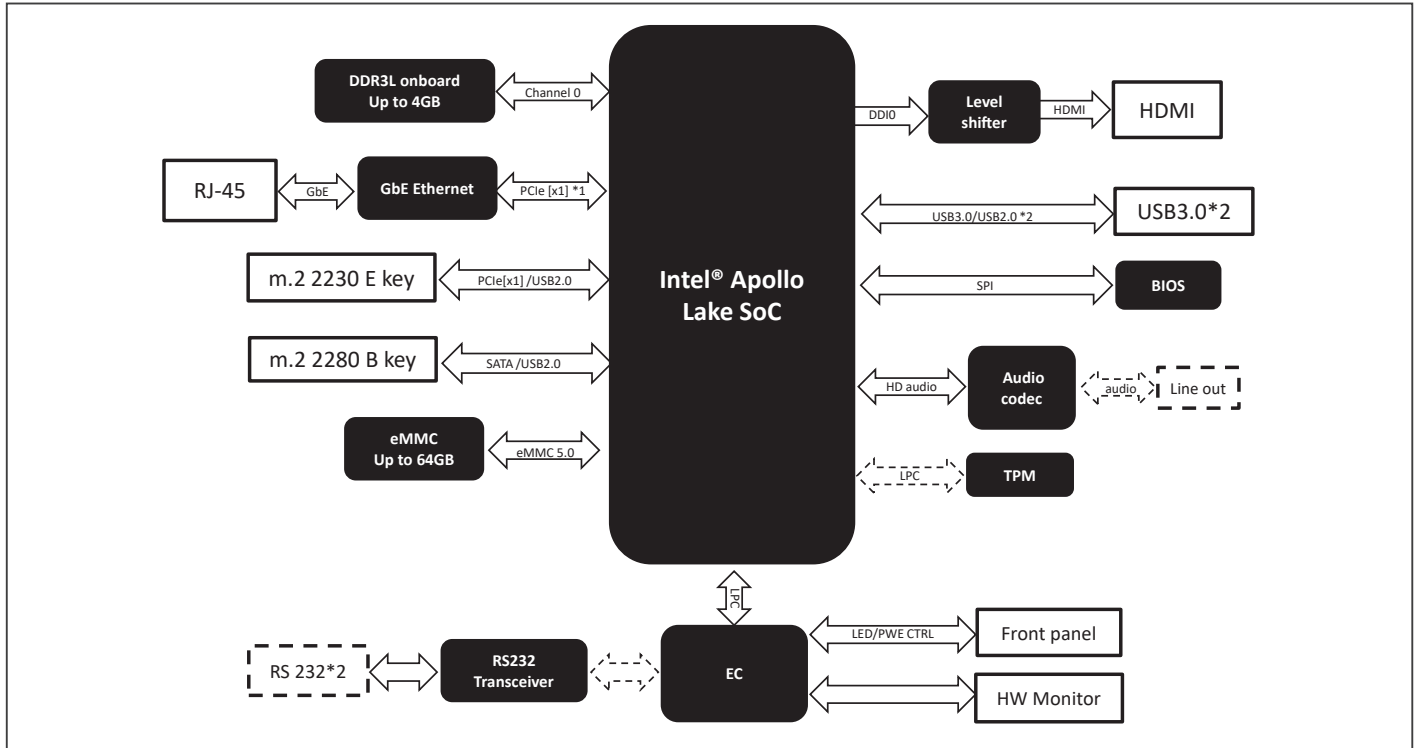 DDR3L onboard
Up to 4GB
Channel 0
RJ-45
GbE
GbE Ethernet
PCIe [x1] *1
m.2 2230 E key
PCIe[x1] /USB2.0
m.2 2280 B key
SATA /USB2.0
eMMC
Up to 64GB
eMMC 5.0
Intel® Apollo
Lake SoC
DDI0
Level
shifter
HDMI
HDMI
USB3.0/USB2.0 *2
USB3.0*2
SPI
BIOS
HD audio
Audio
codec
audio
Line out
LPC
TPM
LPC
RS 232*2
RS232
Transceiver
EC
LED/PWE CTRL
Front panel
HW Monitor